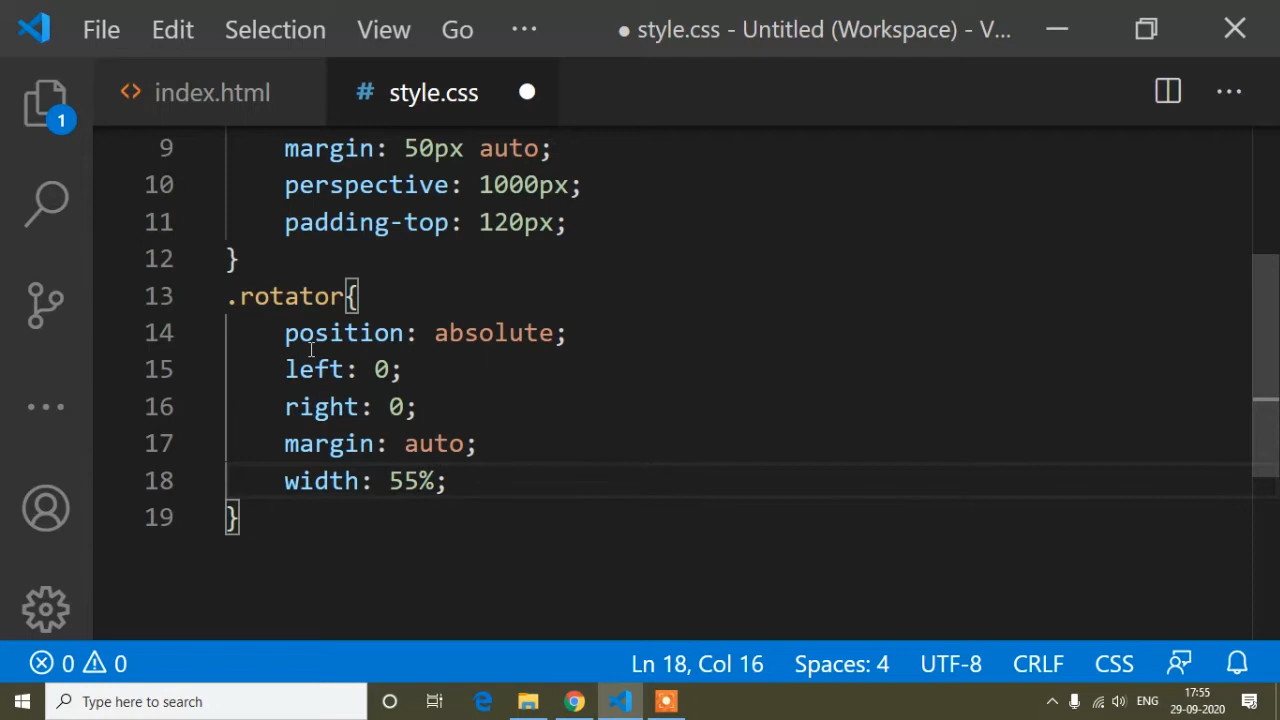 File Edit Selection View Go ··· ● style.css - Untitled (Workspace) - V...
<> index.html # style.css ●
1
9 margin: 50px auto;
10 perspective: 1000px;
11 padding-top: 120px;
12 }
13 .rotator{
14 position: absolute;
15 left: 0;
16 right: 0;
17 margin: auto;
18 width: 55%;
19 }
0 0 Ln 18, Col 16 Spaces: 4 UTF-8 CRLF CSS
Type here to search ENG 17:55
29-09-2020